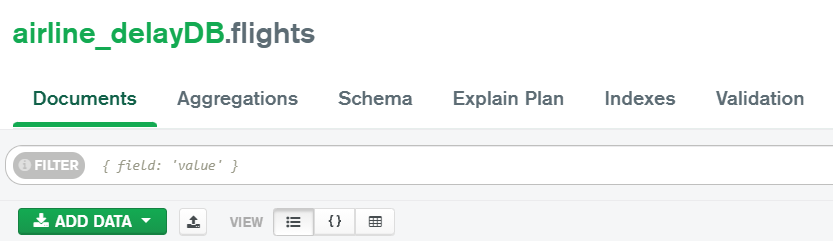 airline_delayDB.flights
Documents Aggregations Schema Explain Plan Indexes Validation
i FILTER { field: 'value' }
ADD DATA VIEW {}